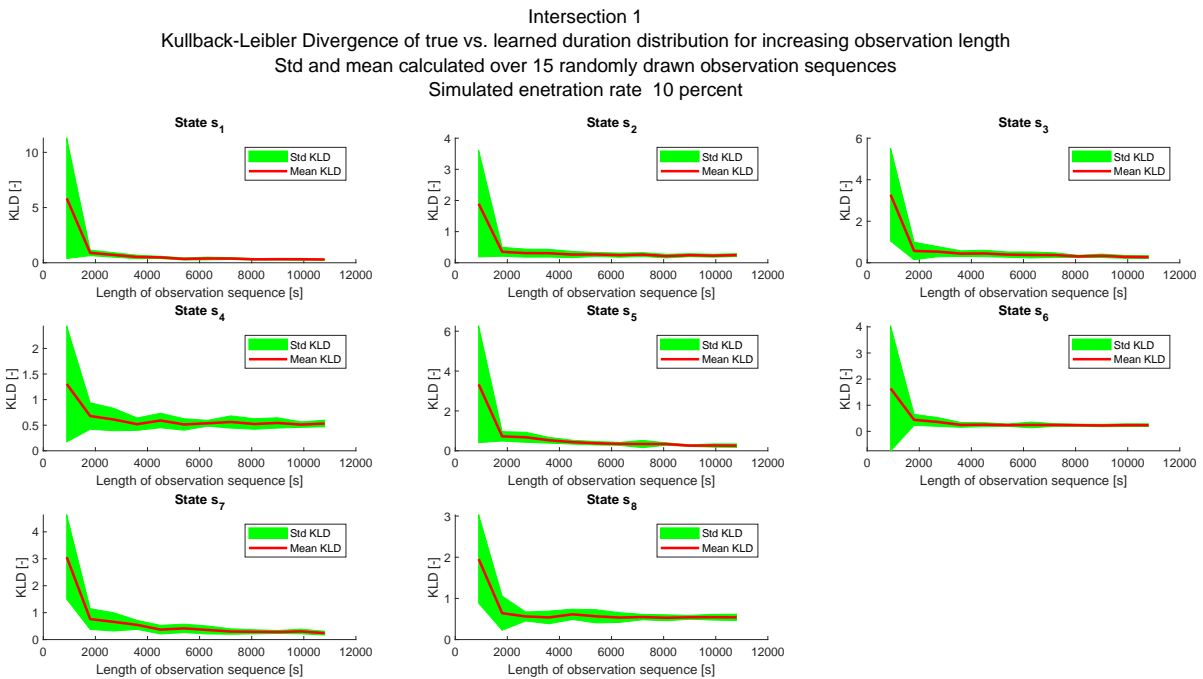 Intersection 1
Kullback-Leibler Divergence of true vs. learned duration distribution for increasing observation length
Std and mean calculated over 15 randomly drawn observation sequences
Simulated enetration rate  10 percent
State s1
KLD [-]
10
5
0
0 2000 4000 6000 8000 10000 12000
Length of observation sequence [s]
Std KLD
Mean KLD
State s2
KLD [-]
4
3
2
1
0
0 2000 4000 6000 8000 10000 12000
Length of observation sequence [s]
Std KLD
Mean KLD
State s3
KLD [-]
6
4
2
0
0 2000 4000 6000 8000 10000 12000
Length of observation sequence [s]
Std KLD
Mean KLD
State s4
KLD [-]
2
1.5
1
0.5
0
0 2000 4000 6000 8000 10000 12000
Length of observation sequence [s]
Std KLD
Mean KLD
State s5
KLD [-]
6
4
2
0
0 2000 4000 6000 8000 10000 12000
Length of observation sequence [s]
Std KLD
Mean KLD
State s6
KLD [-]
4
3
2
1
0
0 2000 4000 6000 8000 10000 12000
Length of observation sequence [s]
Std KLD
Mean KLD
State s7
KLD [-]
4
3
2
1
0
0 2000 4000 6000 8000 10000 12000
Length of observation sequence [s]
Std KLD
Mean KLD
State s8
KLD [-]
3
2
1
0
0 2000 4000 6000 8000 10000 12000
Length of observation sequence [s]
Std KLD
Mean KLD